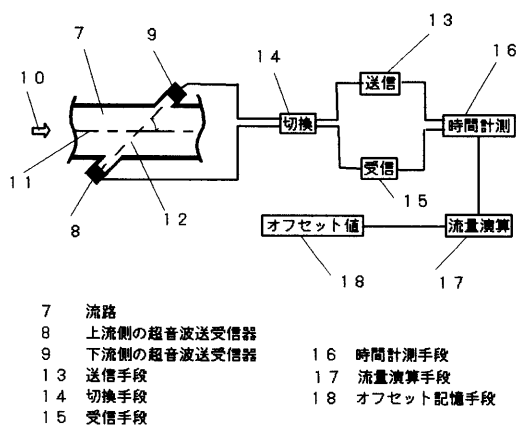 13
9
7
14
16
10
送信
切換
時間計測
受信
11
15
12
8
オフセット値
流量演算
18
17
7 流路
8 上流側の超音波送受信器
9 下流側の超音波送受信器
13 送信手段
14 切換手段
15 受信手段
16 時間計測手段
17 流量演算手段
18 オフセット記憶手段